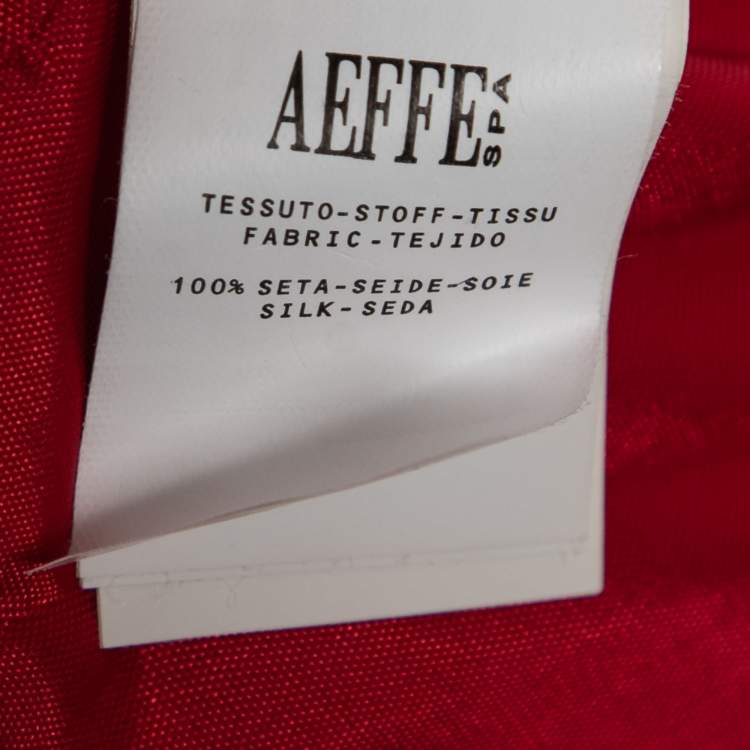 AEFFE SPA
TESSUTO-STOFF-TISSU
FABRIC-TEJIDO
100% SETA-SEIDE-SOIE
SILK-SEDA